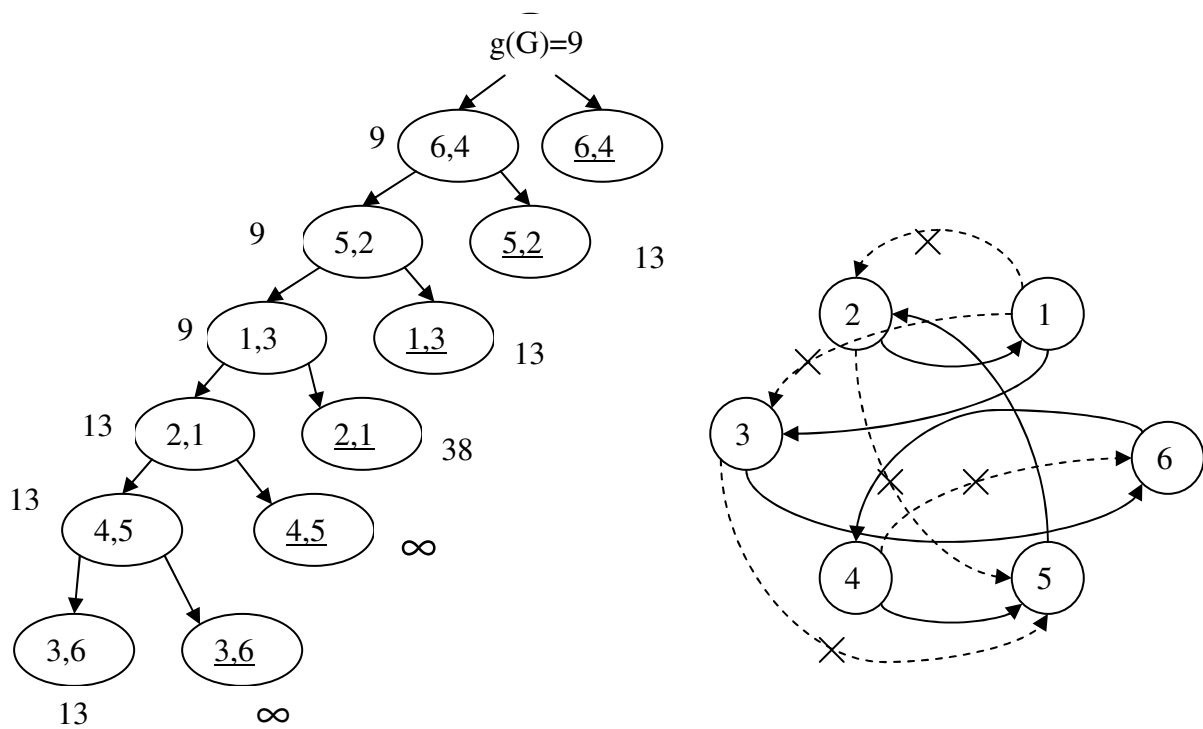 g(G)=9
9 6,4 6,4
9 5,2 5,2 13
9 1,3 1,3 13
13 2,1 2,1 38
13 4,5 4,5 ∞
3,6 3,6
13 ∞
2 1
3 6
4 5